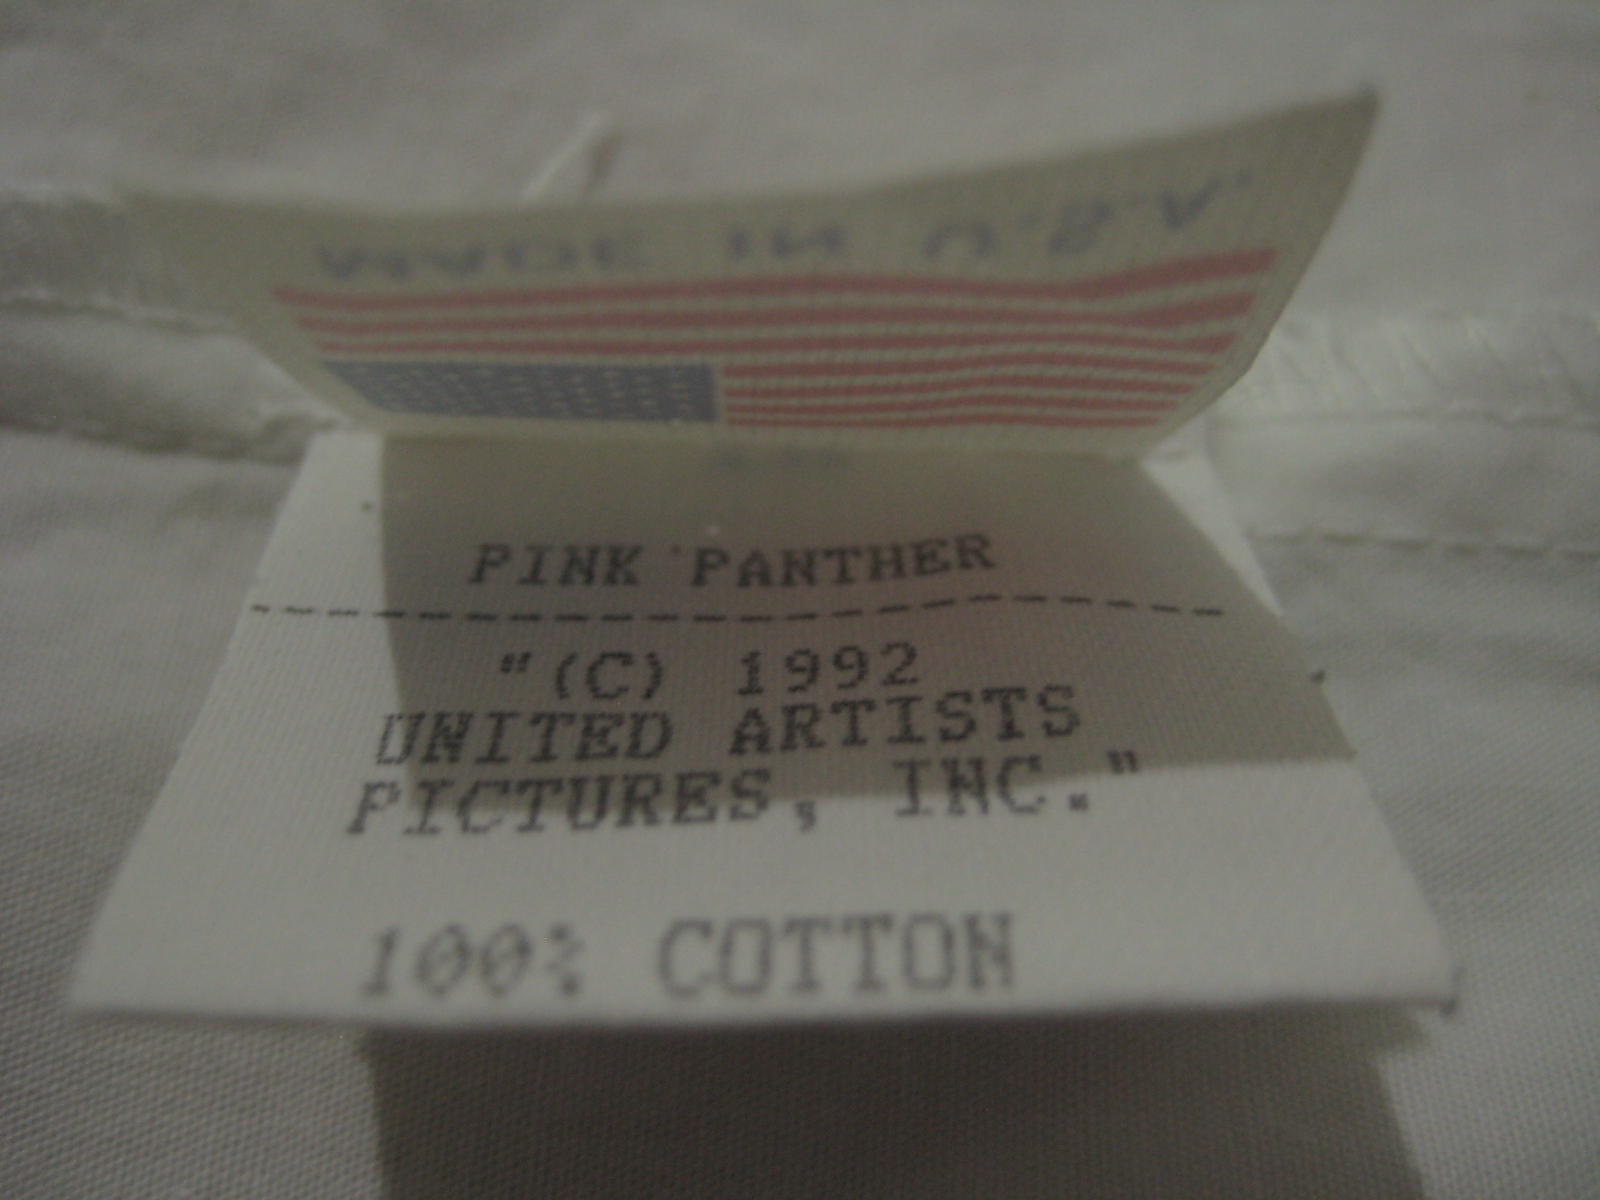 MADE IN U.S.A.
PINK PANTHER
"(C) 1992
UNITED ARTISTS
PICTURES, INC."
100% COTTON